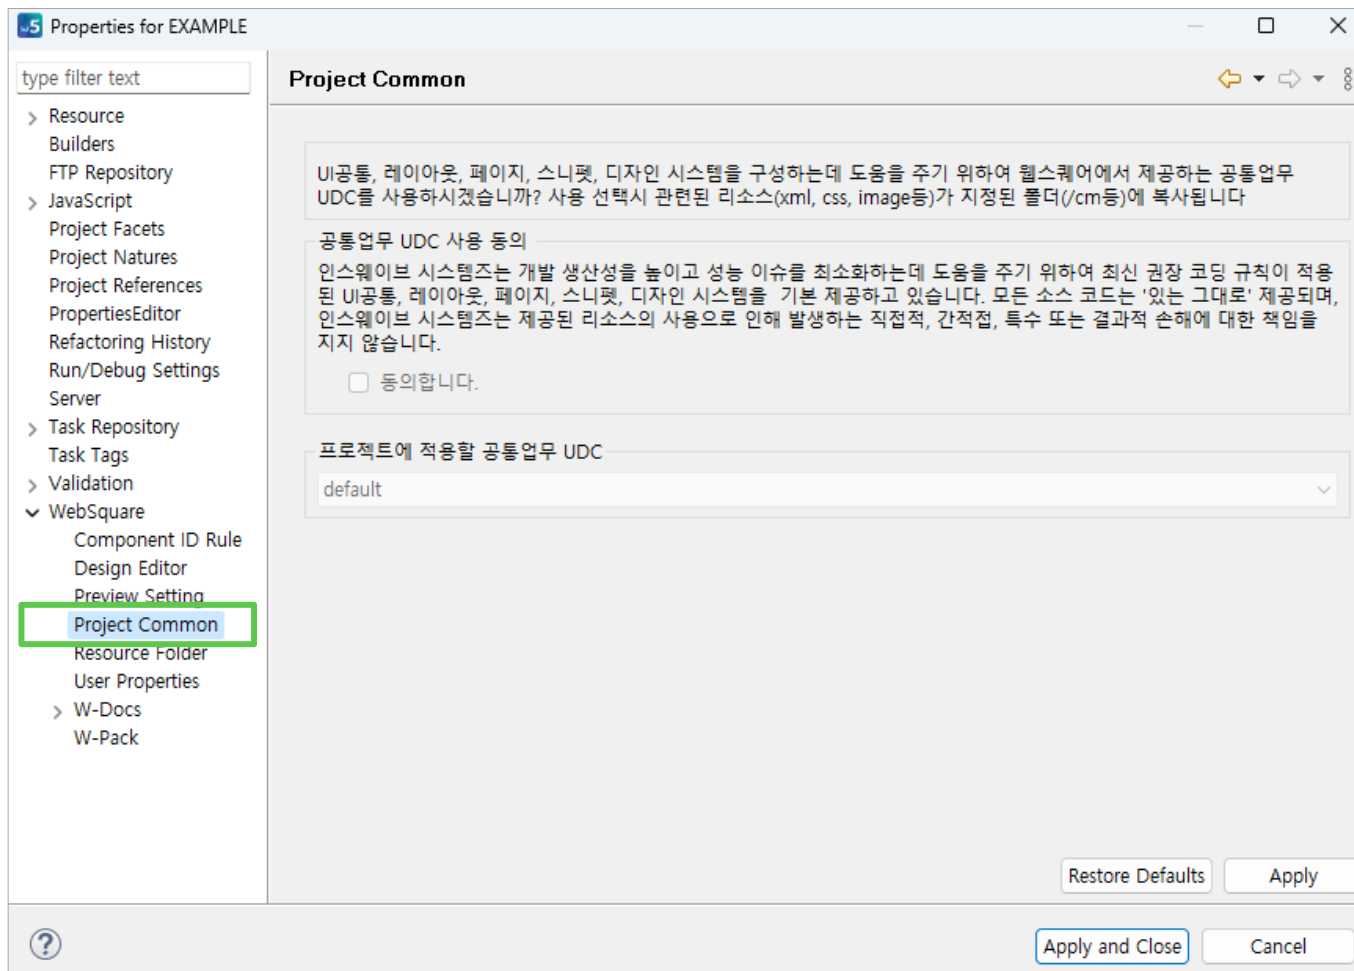 w5 Properties for EXAMPLE
type filter text
Resource
Builders
FTP Repository
JavaScript
Project Facets
Project Natures
Project References
PropertiesEditor
Refactoring History
Run/Debug Settings
Server
Task Repository
Task Tags
Validation
WebSquare
Component ID Rule
Design Editor
Preview Setting
Project Common
Resource Folder
User Properties
W-Docs
W-Pack
Project Common
UI공통, 레이아웃, 페이지, 스니펫, 디자인 시스템을 구성하는데 도움을 주기 위하여 웹스퀘어에서 제공하는 공통업무
UDC를 사용하시겠습니까? 사용 선택시 관련된 리소스(xml, css, image등)가 지정된 폴더(/cm등)에 복사됩니다
공통업무 UDC 사용 동의
인스웨이브 시스템즈는 개발 생산성을 높이고 성능 이슈를 최소화하는데 도움을 주기 위하여 최신 권장 코딩 규칙이 적용
된 UI공통, 레이아웃, 페이지, 스니펫, 디자인 시스템을 기본 제공하고 있습니다. 모든 소스 코드는 '있는 그대로' 제공되며,
인스웨이브 시스템즈는 제공된 리소스의 사용으로 인해 발생하는 직접적, 간적접, 특수 또는 결과적 손해에 대한 책임을
지지 않습니다.
동의합니다.
프로젝트에 적용할 공통업무 UDC
default
Restore Defaults
Apply
?
Apply and Close
Cancel